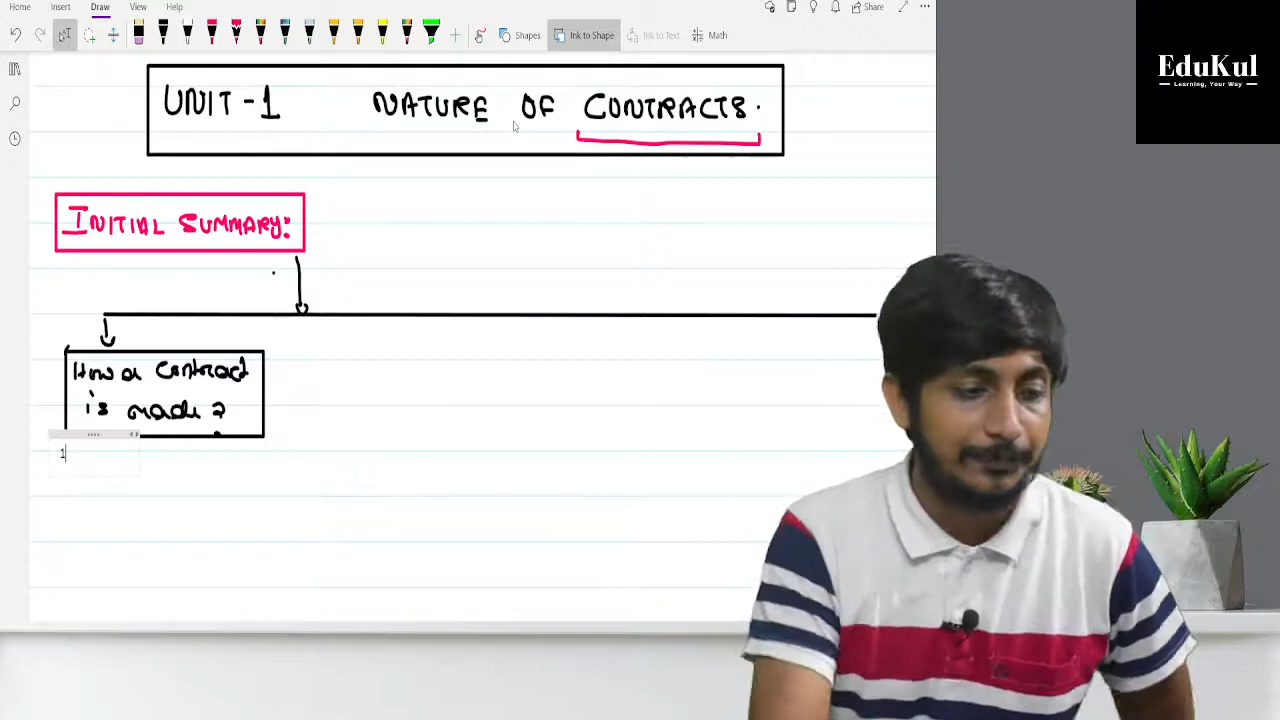 Home Insert Draw View Help
Share
Shapes Ink to Shape Ink to Text Math
EduKul
Learning, Your Way
UNIT-1 NATURE OF CONTRACTS.
INITIAL SUMMARY:
How a Contract
is made?
1